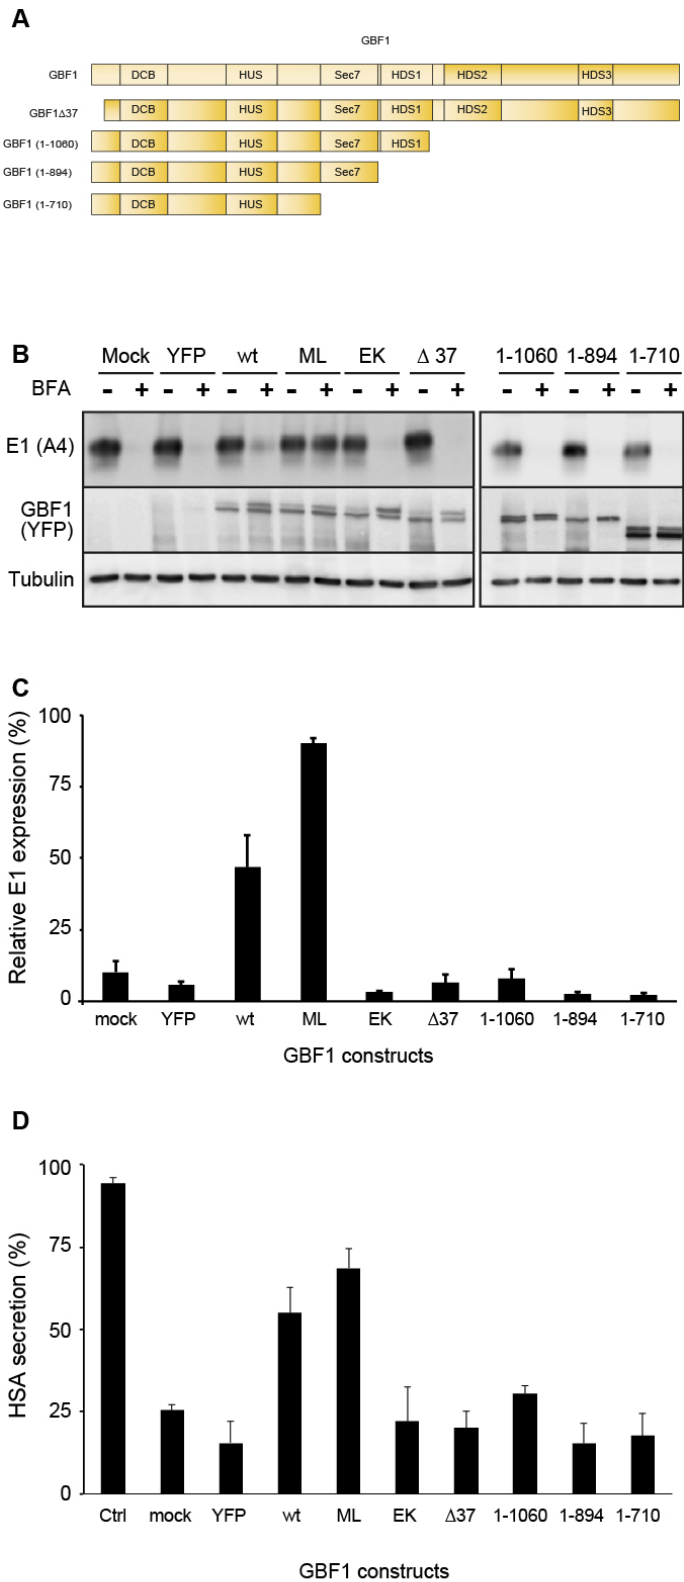 A
GBF1
GBF1 DCB HUS Sec7 HDS1 HDS2 HDS3
GBF1Δ37 DCB HUS Sec7 HDS1 HDS2 HDS3
GBF1 (1-1060) DCB HUS Sec7 HDS1
GBF1 (1-894) DCB HUS Sec7
GBF1 (1-710) DCB HUS
B
Mock YFP wt ML EK Δ 37 1-1060 1-894 1-710
BFA - + - + - + - + - + - + - + - + - +
E1 (A4)
GBF1
(YFP)
Tubulin
C
Relative E1 expression (%)
100
75
50
25
0
mock YFP wt ML EK Δ37 1-1060 1-894 1-710
GBF1 constructs
D
HSA secretion (%)
100
75
50
25
0
Ctrl mock YFP wt ML EK Δ37 1-1060 1-894 1-710
GBF1 constructs